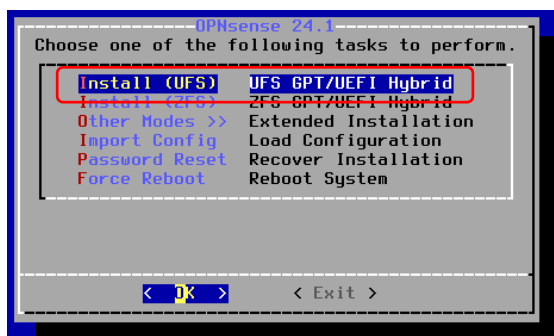 OPNsense 24.1
Choose one of the following tasks to perform.
Install (UFS) UFS GPT/UEFI Hybrid
Install (ZFS) ZFS GPT/UEFI Hybrid
Other Modes >> Extended Installation
Import Config Load Configuration
Password Reset Recover Installation
Force Reboot Reboot System
< OK > < Exit >